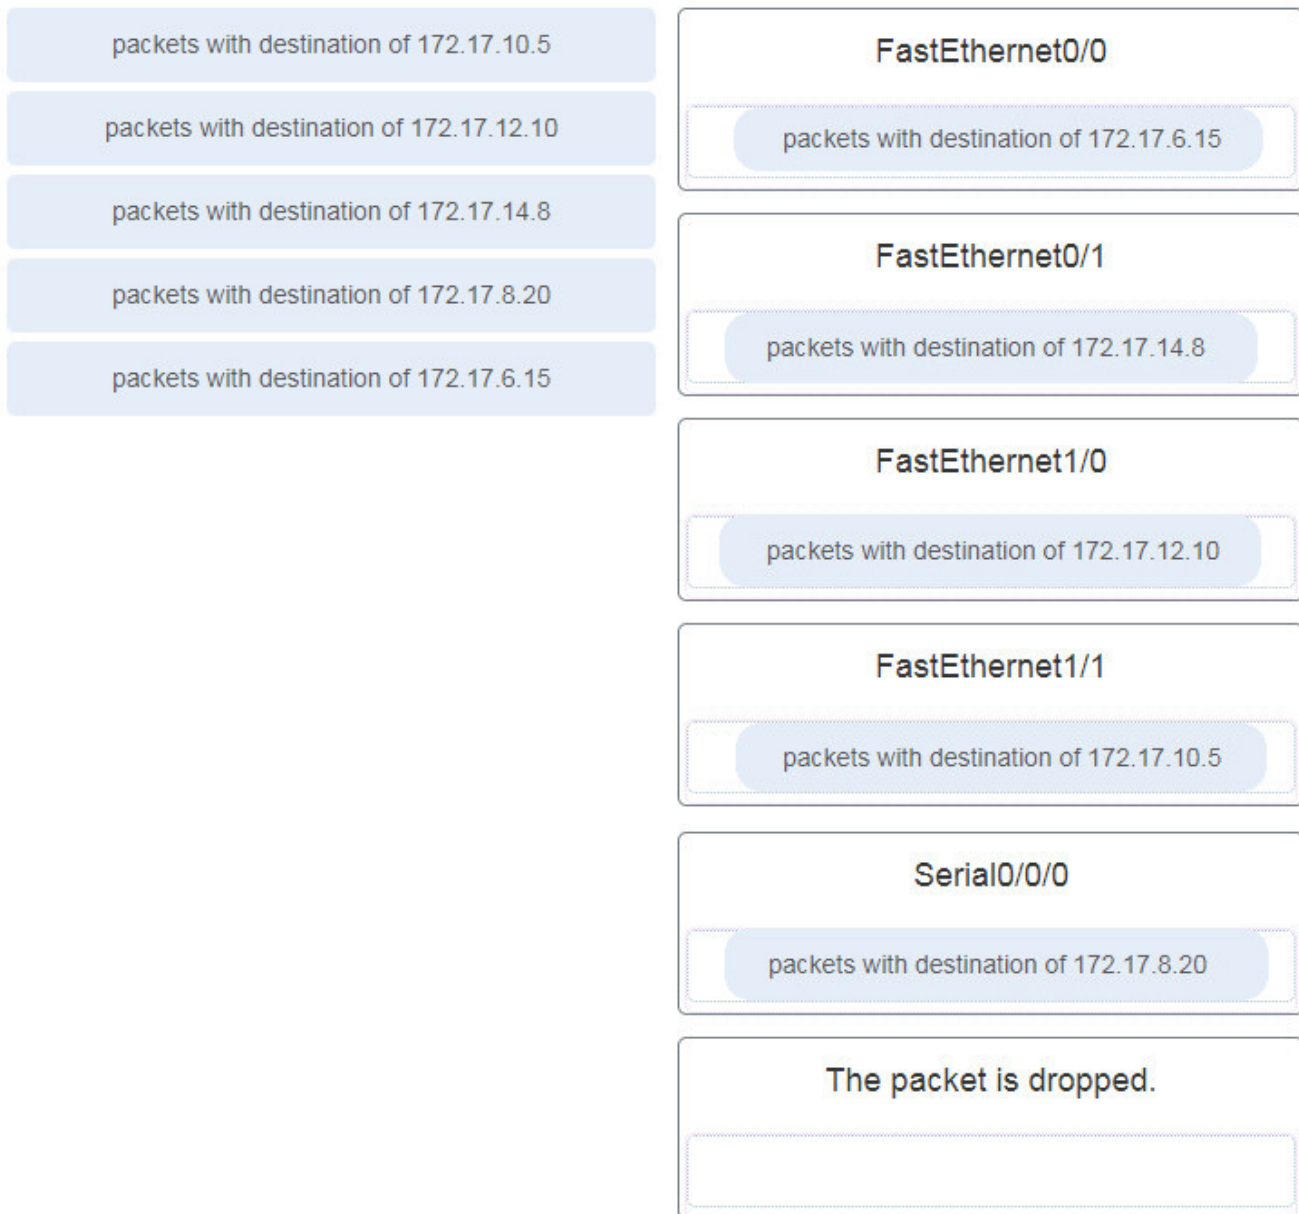 packets with destination of 172.17.10.5
packets with destination of 172.17.12.10
packets with destination of 172.17.14.8
packets with destination of 172.17.8.20
packets with destination of 172.17.6.15
FastEthernet0/0
packets with destination of 172.17.6.15
FastEthernet0/1
packets with destination of 172.17.14.8
FastEthernet1/0
packets with destination of 172.17.12.10
FastEthernet1/1
packets with destination of 172.17.10.5
Serial0/0/0
packets with destination of 172.17.8.20
The packet is dropped.